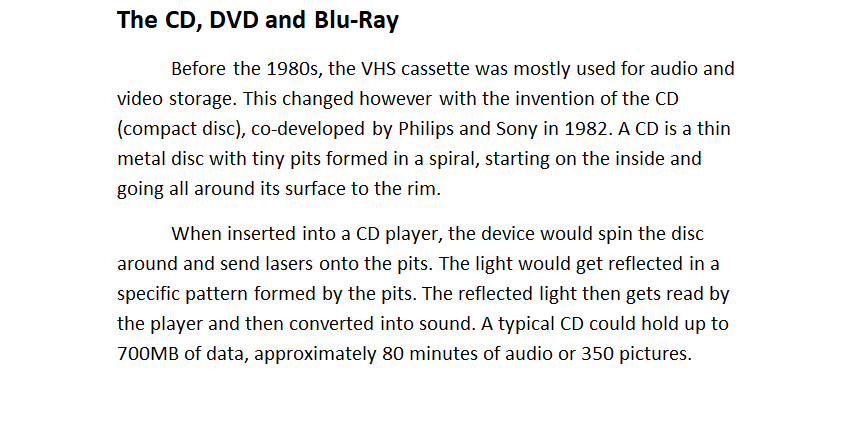 The CD, DVD and Blu-Ray
Before the 1980s, the VHS cassette was mostly used for audio and
video storage. This changed however with the invention of the CD
(compact disc), co-developed by Philips and Sony in 1982. A CD is a thin
metal disc with tiny pits formed in a spiral, starting on the inside and
going all around its surface to the rim.
When inserted into a CD player, the device would spin the disc
around and send lasers onto the pits. The light would get reflected in a
specific pattern formed by the pits. The reflected light then gets read by
the player and then converted into sound. A typical CD could hold up to
700MB of data, approximately 80 minutes of audio or 350 pictures.